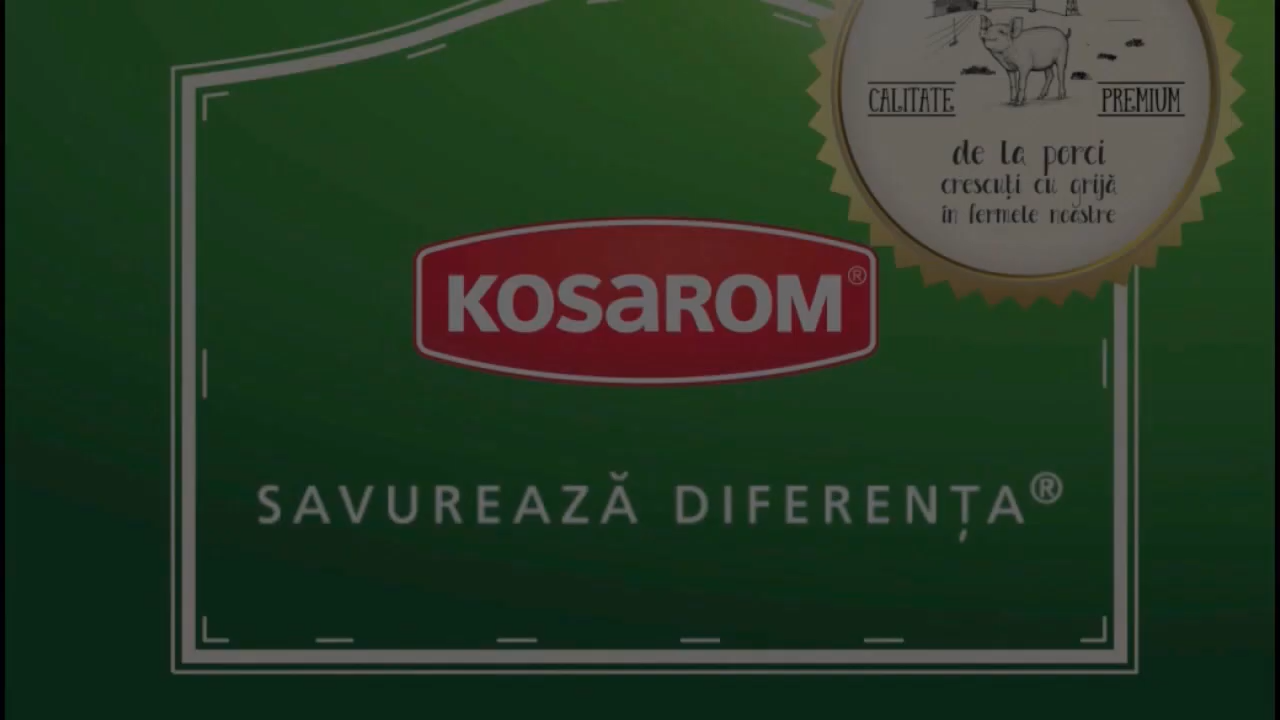 CALITATE PREMIUM
de la porci
crescuți cu grijă
în fermele noastre
KOSAROM®
SAVUREAZĂ DIFERENȚA®